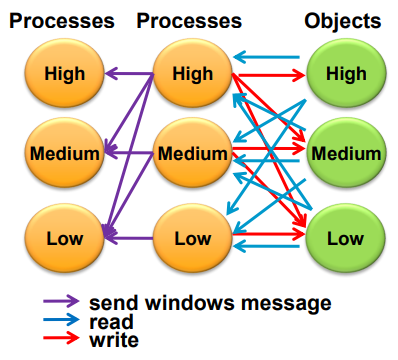 Processes Processes Objects
High High High
Medium Medium Medium
Low Low Low
send windows message
read
write